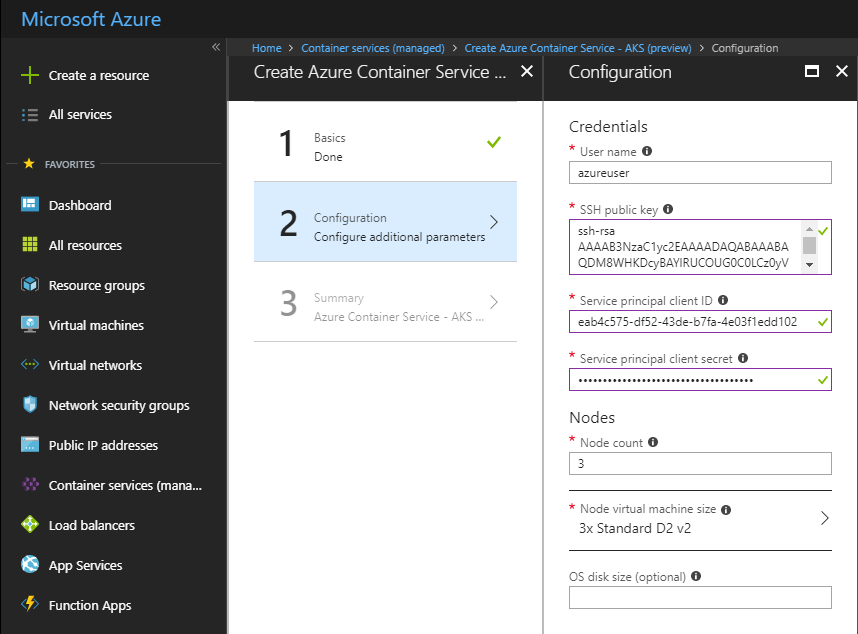 Microsoft Azure
«
Home > Container services (managed) > Create Azure Container Service - AKS (preview) > Configuration
Create a resource
All services
FAVORITES
Dashboard
All resources
Resource groups
Virtual machines
Virtual networks
Network security groups
Public IP addresses
Container services (mana...
Load balancers
App Services
Function Apps
Create Azure Container Service ...
1
Basics
Done
2
Configuration
Configure additional parameters
3
Summary
Azure Container Service - AKS ...
Configuration
Credentials
* User name
azureuser
* SSH public key
ssh-rsa
AAAAB3NzaC1yc2EAAAADAQABAAABA
QDM8WHKDcyBAYIRUCOUG0C0LCz0yV
* Service principal client ID
eab4c575-df52-43de-b7fa-4e03f1edd102
* Service principal client secret
Nodes
* Node count
3
* Node virtual machine size
3x Standard D2 v2
OS disk size (optional)